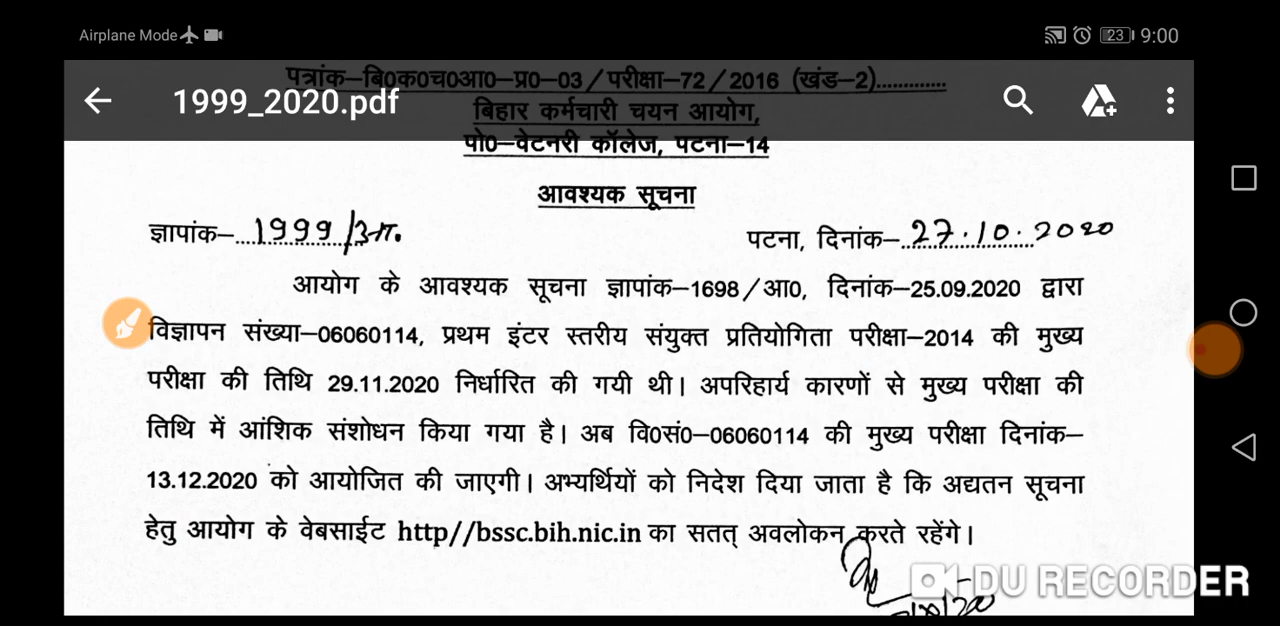 Airplane Mode 23 9:00
पत्रांक–बि0क0च0आ0–प्र0–03/परीक्षा–72/2016 (खंड–2)..............
1999_2020.pdf
बिहार कर्मचारी चयन आयोग,
पो0–वेटनरी कॉलेज, पटना–14
आवश्यक सूचना
ज्ञापांक–...1999/आ.
पटना, दिनांक–..27.10.2020
आयोग के आवश्यक सूचना ज्ञापांक–1698/आ0, दिनांक–25.09.2020 द्वारा
विज्ञापन संख्या–06060114, प्रथम इंटर स्तरीय संयुक्त प्रतियोगिता परीक्षा–2014 की मुख्य
परीक्षा की तिथि 29.11.2020 निर्धारित की गयी थी। अपरिहार्य कारणों से मुख्य परीक्षा की
तिथि में आंशिक संशोधन किया गया है। अब वि0सं0–06060114 की मुख्य परीक्षा दिनांक–
13.12.2020 को आयोजित की जाएगी। अभ्यर्थियों को निदेश दिया जाता है कि अद्यतन सूचना
हेतु आयोग के वेबसाईट http//bssc.bih.nic.in का सतत् अवलोकन करते रहेंगे।
DU RECORDER